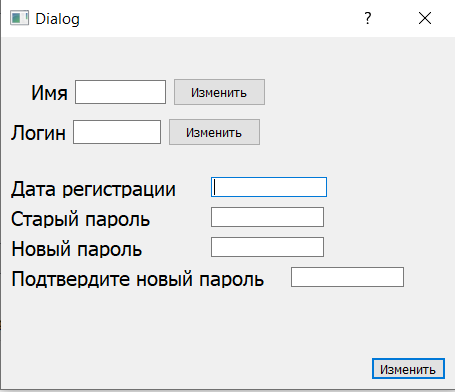 Dialog ?
Имя Изменить
Логин Изменить
Дата регистрации
Старый пароль
Новый пароль
Подтвердите новый пароль
Изменить